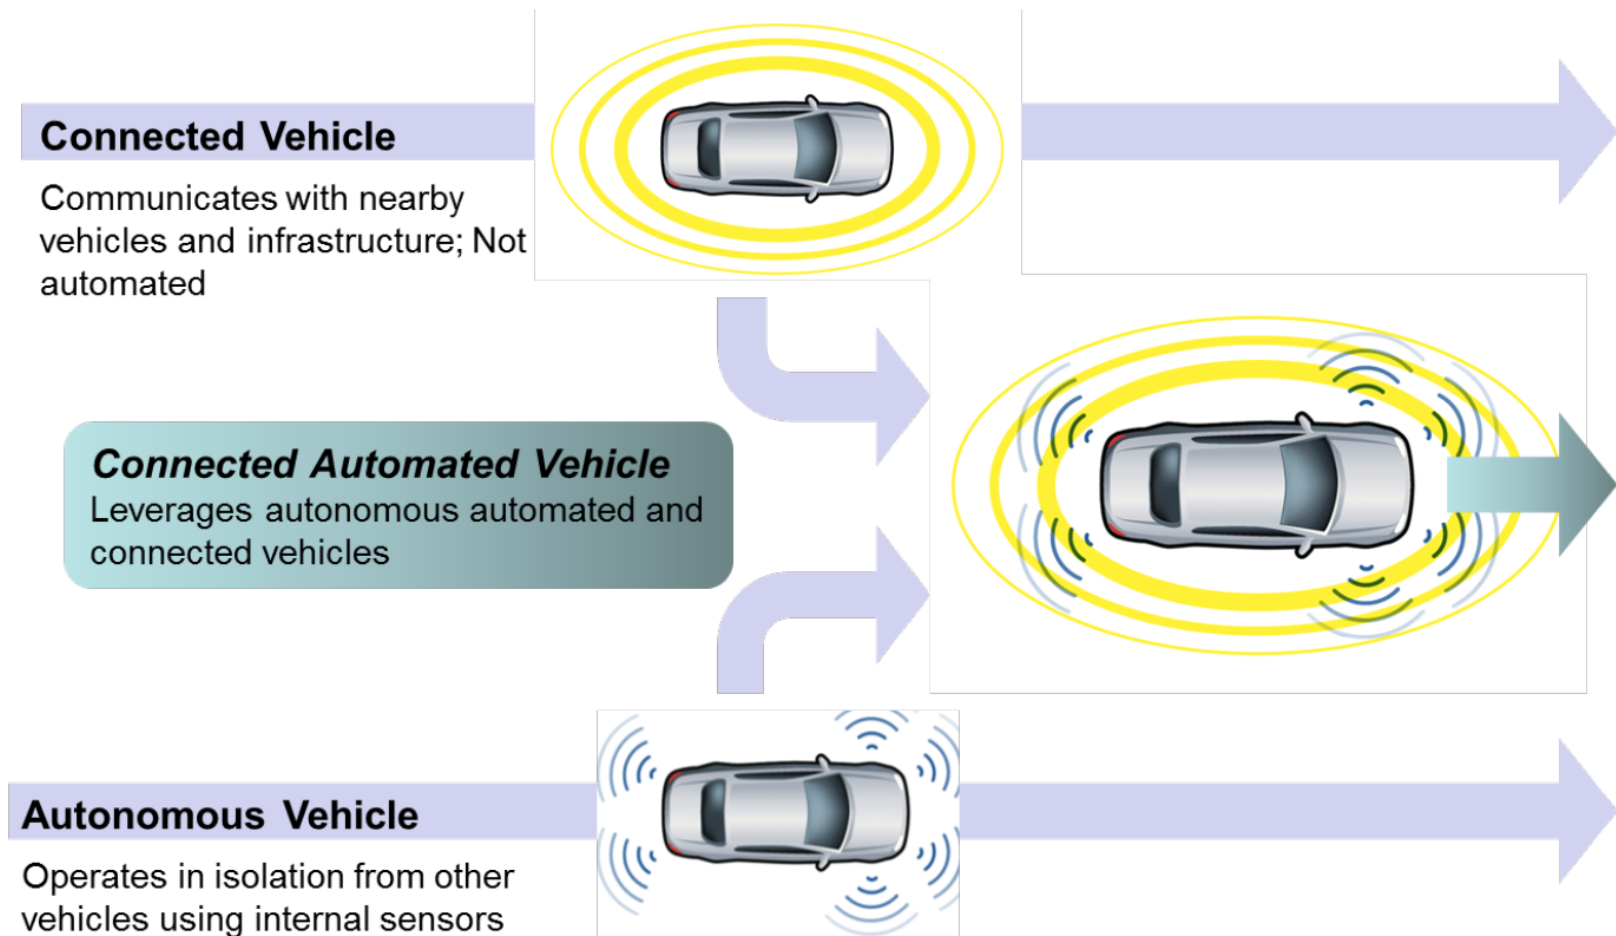 Connected Vehicle
Communicates with nearby
vehicles and infrastructure; Not
automated
Connected Automated Vehicle
Leverages autonomous automated and
connected vehicles
Autonomous Vehicle
Operates in isolation from other
vehicles using internal sensors